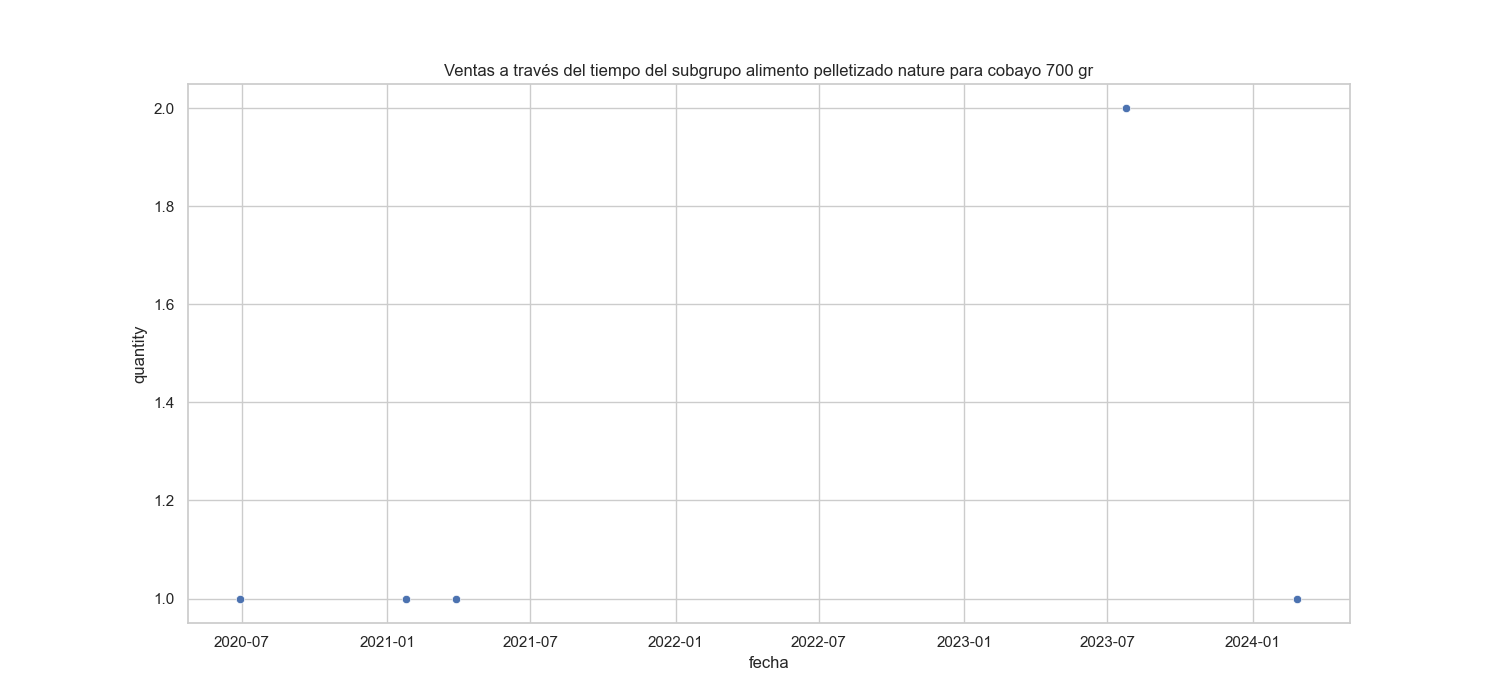 Ventas a través del tiempo del subgrupo alimento pelletizado nature para cobayo 700 gr
2.0
1.8
1.6
1.4
1.2
1.0
quantity
2020-07 2021-01 2021-07 2022-01 2022-07 2023-01 2023-07 2024-01
fecha